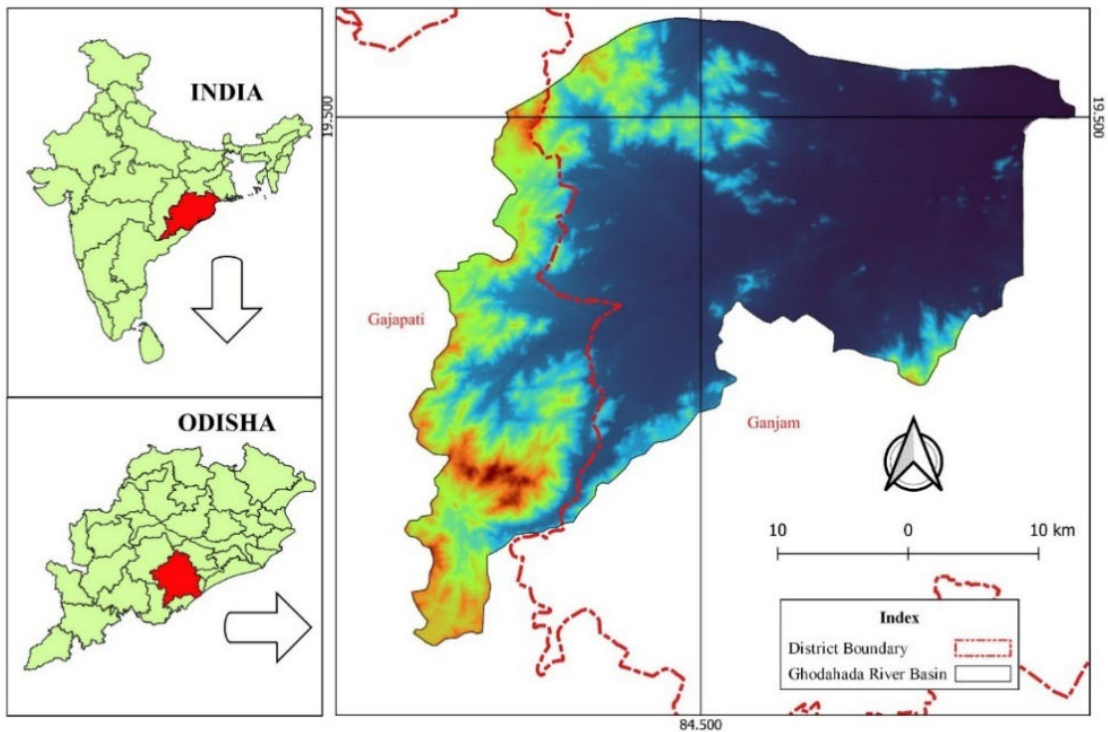 INDIA
ODISHA
19.500
19.500
Gajapati
Ganjam
10 0 10 km
Index
District Boundary
Ghodahada River Basin
84.500